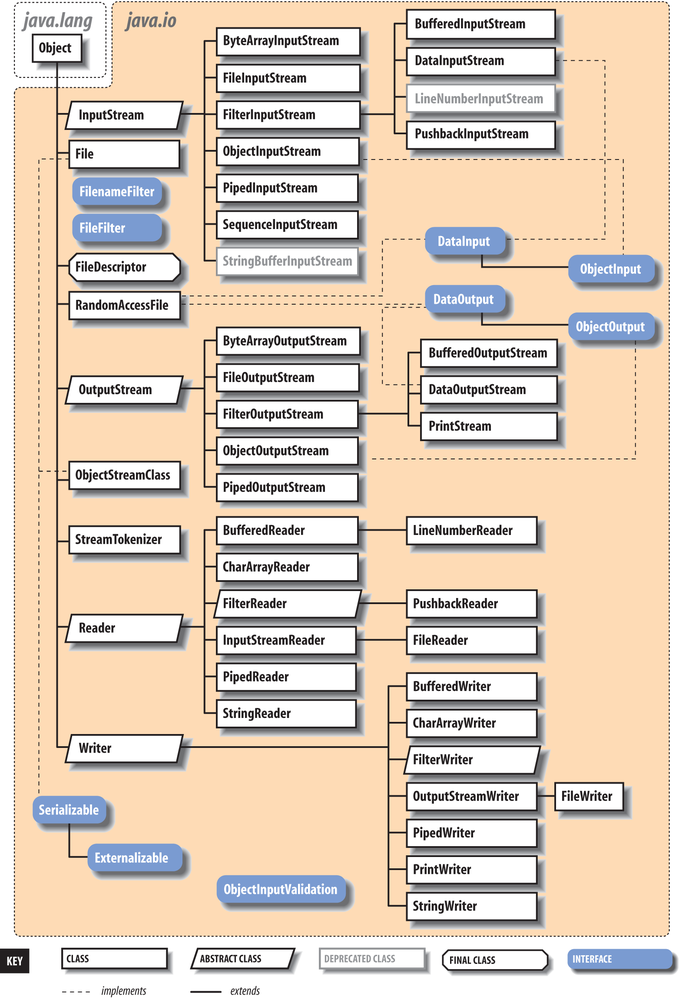 java.lang
java.io
Object
InputStream
File
FilenameFilter
FileFilter
FileDescriptor
RandomAccessFile
OutputStream
ObjectStreamClass
StreamTokenizer
Reader
Writer
Serializable
Externalizable
ByteArrayInputStream
FileInputStream
FilterInputStream
ObjectInputStream
PipedInputStream
SequenceInputStream
StringBufferInputStream
BufferedInputStream
DataInputStream
LineNumberInputStream
PushbackInputStream
DataInput
ObjectInput
DataOutput
ObjectOutput
ByteArrayOutputStream
FileOutputStream
FilterOutputStream
ObjectOutputStream
PipedOutputStream
BufferedOutputStream
DataOutputStream
PrintStream
BufferedReader
CharArrayReader
FilterReader
InputStreamReader
PipedReader
StringReader
LineNumberReader
PushbackReader
FileReader
BufferedWriter
CharArrayWriter
FilterWriter
OutputStreamWriter
PipedWriter
PrintWriter
StringWriter
FileWriter
ObjectInputValidation
KEY
CLASS
ABSTRACT CLASS
DEPRECATED CLASS
FINAL CLASS
INTERFACE
implements
extends